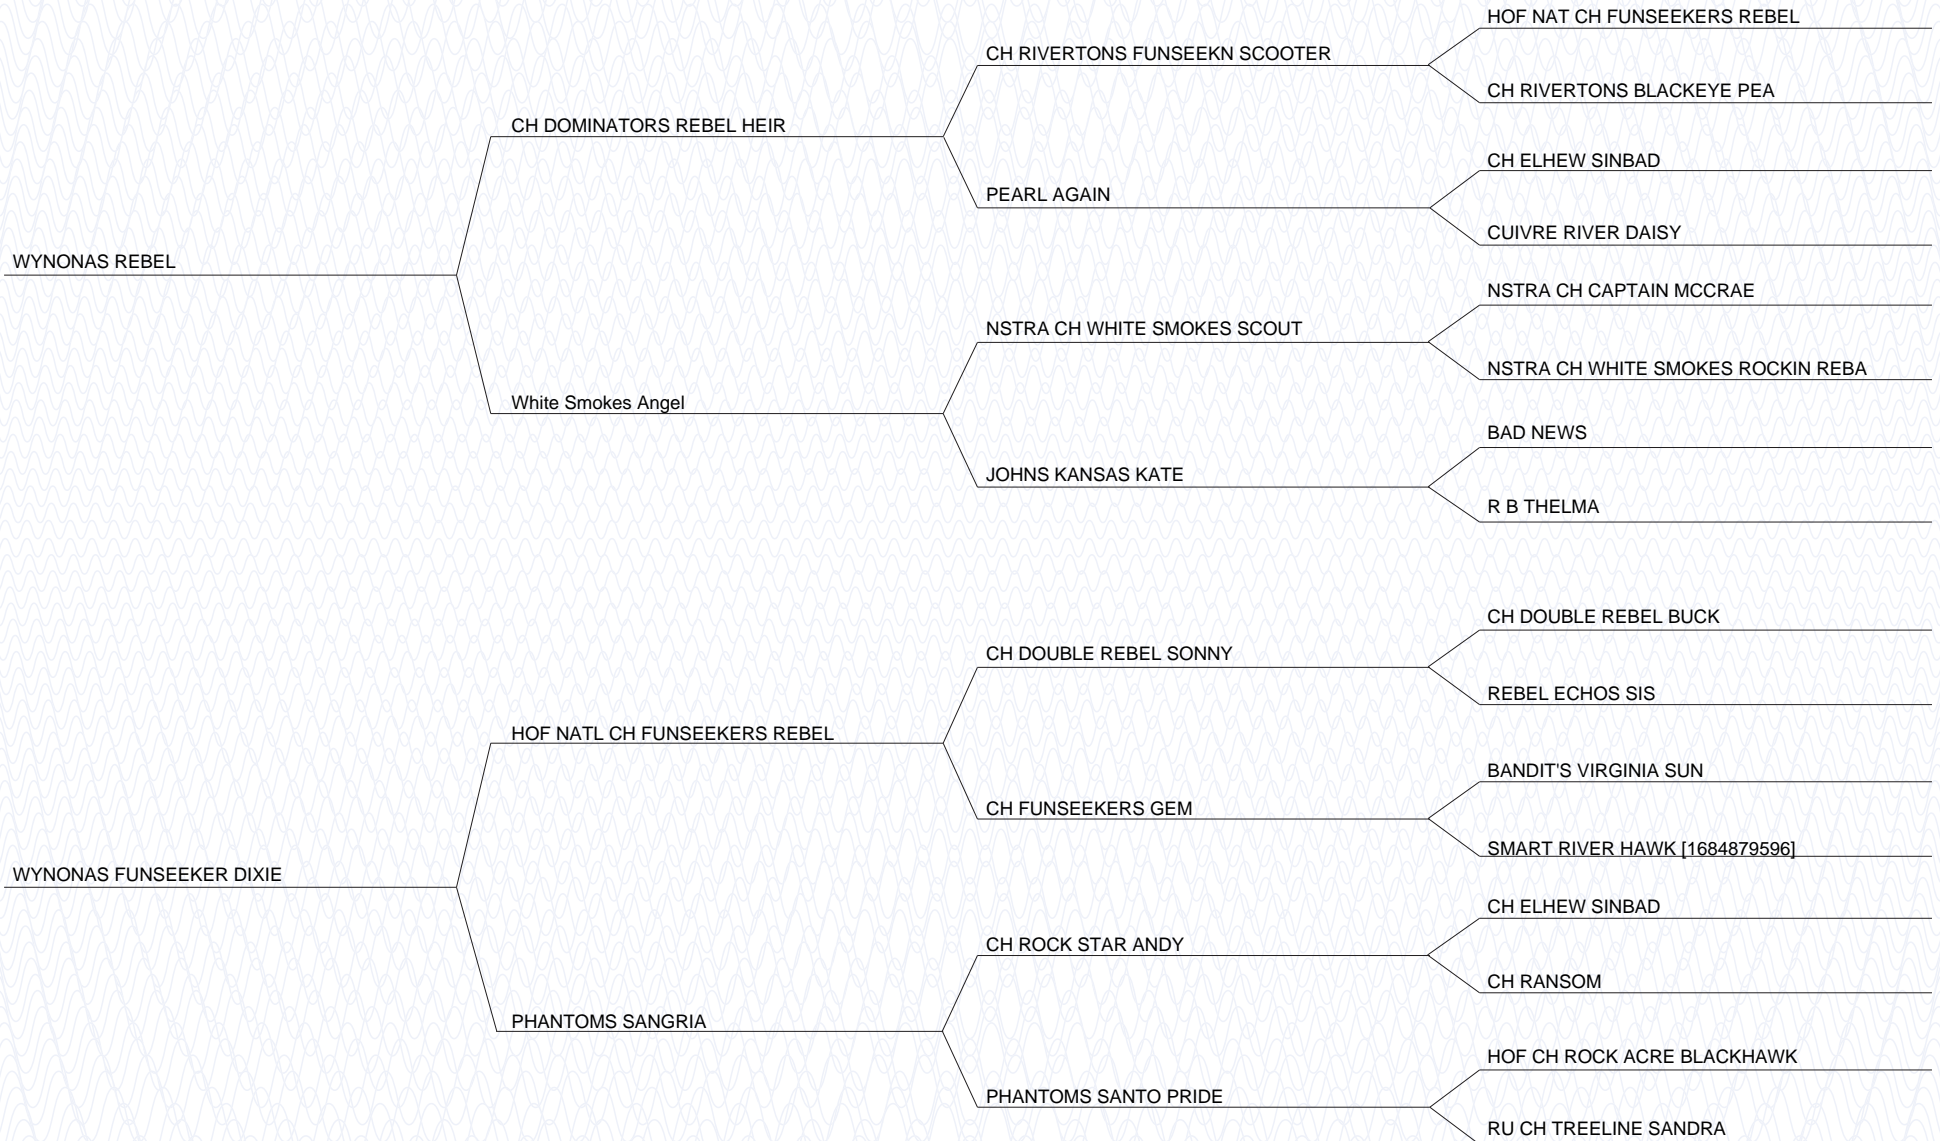 HOF NAT CH FUNSEEKERS REBEL
CH RIVERTONS FUNSEEKN SCOOTER
CH RIVERTONS BLACKEYE PEA
CH DOMINATORS REBEL HEIR
CH ELHEW SINBAD
PEARL AGAIN
CUIVRE RIVER DAISY
WYNONAS REBEL
NSTRA CH CAPTAIN MCCRAE
NSTRA CH WHITE SMOKES SCOUT
NSTRA CH WHITE SMOKES ROCKIN REBA
White Smokes Angel
BAD NEWS
JOHNS KANSAS KATE
R B THELMA
CH DOUBLE REBEL BUCK
CH DOUBLE REBEL SONNY
REBEL ECHOS SIS
HOF NATL CH FUNSEEKERS REBEL
BANDIT'S VIRGINIA SUN
CH FUNSEEKERS GEM
SMART RIVER HAWK [1684879596]
WYNONAS FUNSEEKER DIXIE
CH ELHEW SINBAD
CH ROCK STAR ANDY
CH RANSOM
PHANTOMS SANGRIA
HOF CH ROCK ACRE BLACKHAWK
PHANTOMS SANTO PRIDE
RU CH TREELINE SANDRA